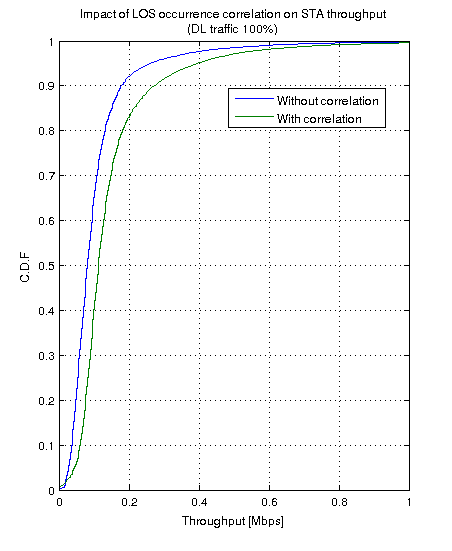 Impact of LOS occurrence correlation on STA throughput
(DL traffic 100%)
1
0.9
0.8
0.7
0.6
0.5
0.4
0.3
0.2
0.1
0
C.D.F
Without correlation
With correlation
0
0.2
0.4
0.6
0.8
1
Throughput [Mbps]